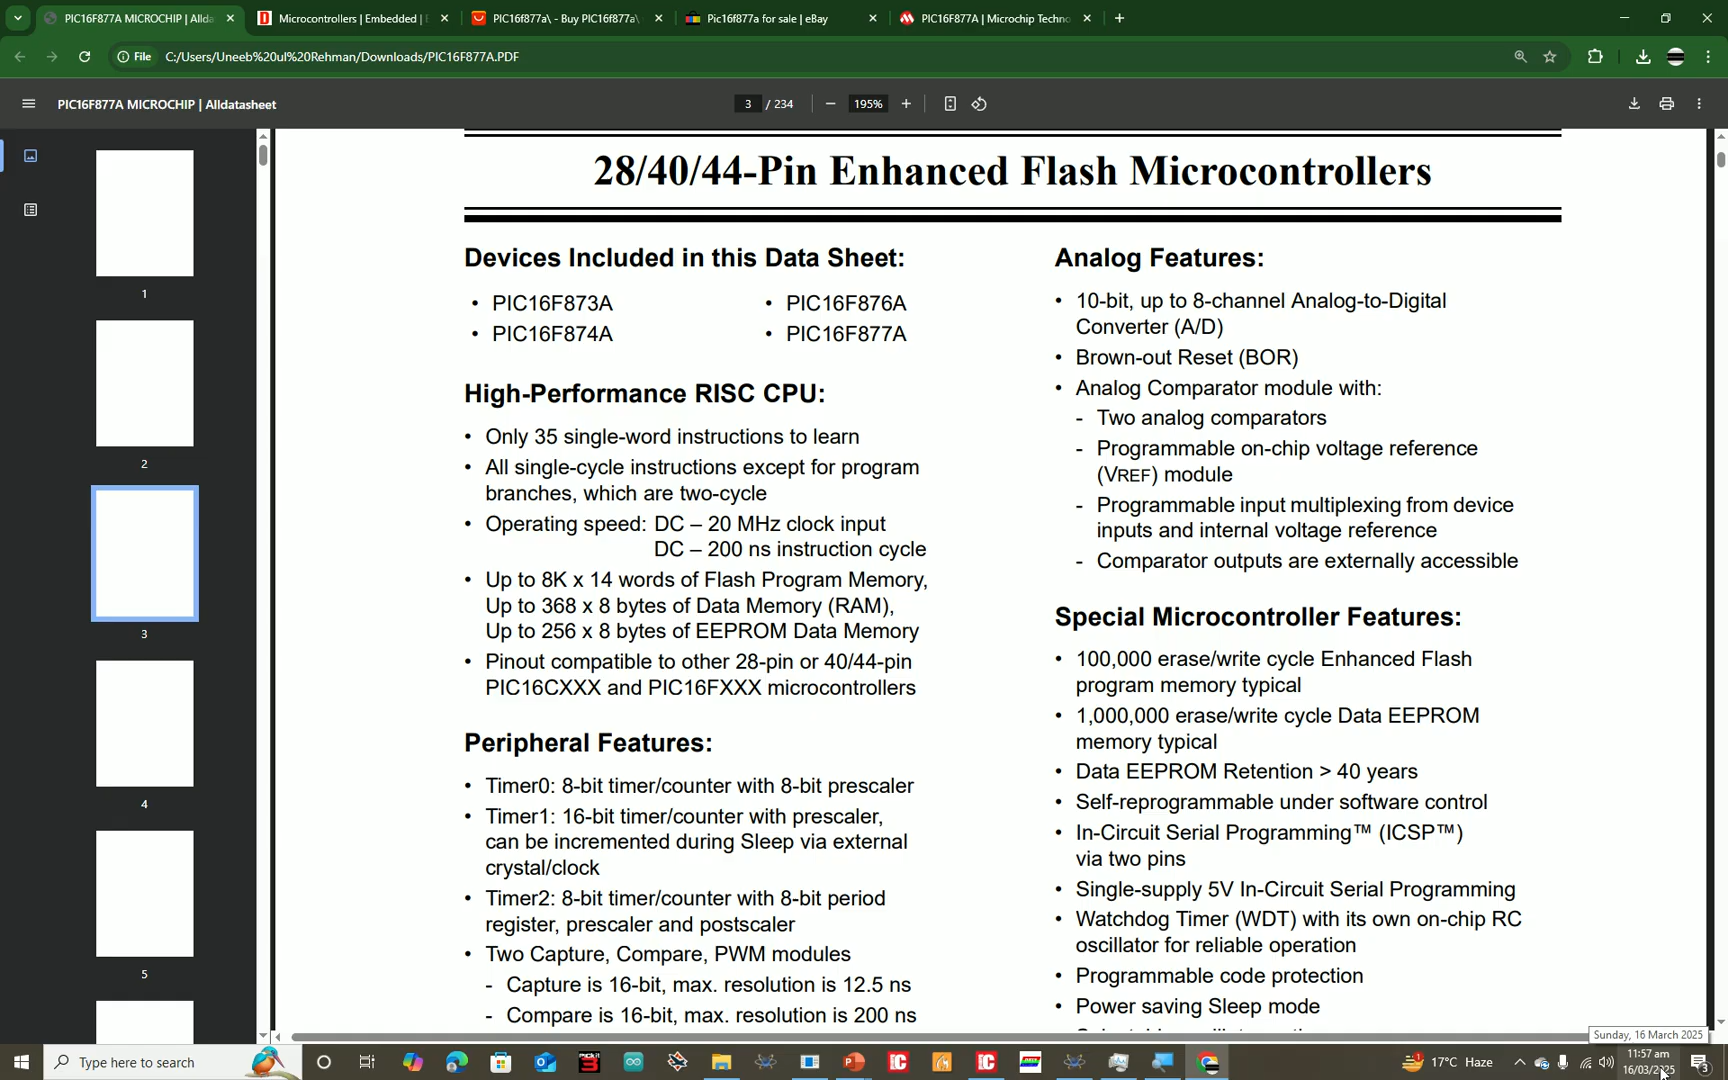 PIC16F877A MICROCHIP | Allda
Microcontrollers | Embedded | E
PIC16f877a\ - Buy PIC16f877a\
Pic16f877a for sale | eBay
PIC16F877A | Microchip Techno
File C:/Users/Uneeb%20ul%20Rehman/Downloads/PIC16F877A.PDF
PIC16F877A MICROCHIP | Alldatasheet
3 / 234
195%
1
2
3
4
5
28/40/44-Pin Enhanced Flash Microcontrollers
Devices Included in this Data Sheet:
• PIC16F873A • PIC16F876A
• PIC16F874A • PIC16F877A
High-Performance RISC CPU:
• Only 35 single-word instructions to learn
• All single-cycle instructions except for program
branches, which are two-cycle
• Operating speed: DC – 20 MHz clock input
DC – 200 ns instruction cycle
• Up to 8K x 14 words of Flash Program Memory,
Up to 368 x 8 bytes of Data Memory (RAM),
Up to 256 x 8 bytes of EEPROM Data Memory
• Pinout compatible to other 28-pin or 40/44-pin
PIC16CXXX and PIC16FXXX microcontrollers
Peripheral Features:
• Timer0: 8-bit timer/counter with 8-bit prescaler
• Timer1: 16-bit timer/counter with prescaler,
can be incremented during Sleep via external
crystal/clock
• Timer2: 8-bit timer/counter with 8-bit period
register, prescaler and postscaler
• Two Capture, Compare, PWM modules
- Capture is 16-bit, max. resolution is 12.5 ns
- Compare is 16-bit, max. resolution is 200 ns
Analog Features:
• 10-bit, up to 8-channel Analog-to-Digital
Converter (A/D)
• Brown-out Reset (BOR)
• Analog Comparator module with:
- Two analog comparators
- Programmable on-chip voltage reference
(VREF) module
- Programmable input multiplexing from device
inputs and internal voltage reference
- Comparator outputs are externally accessible
Special Microcontroller Features:
• 100,000 erase/write cycle Enhanced Flash
program memory typical
• 1,000,000 erase/write cycle Data EEPROM
memory typical
• Data EEPROM Retention > 40 years
• Self-reprogrammable under software control
• In-Circuit Serial Programming™ (ICSP™)
via two pins
• Single-supply 5V In-Circuit Serial Programming
• Watchdog Timer (WDT) with its own on-chip RC
oscillator for reliable operation
• Programmable code protection
• Power saving Sleep mode
Sunday, 16 March 2025
Type here to search
17°C Haze
11:57 am
16/03/2025
3